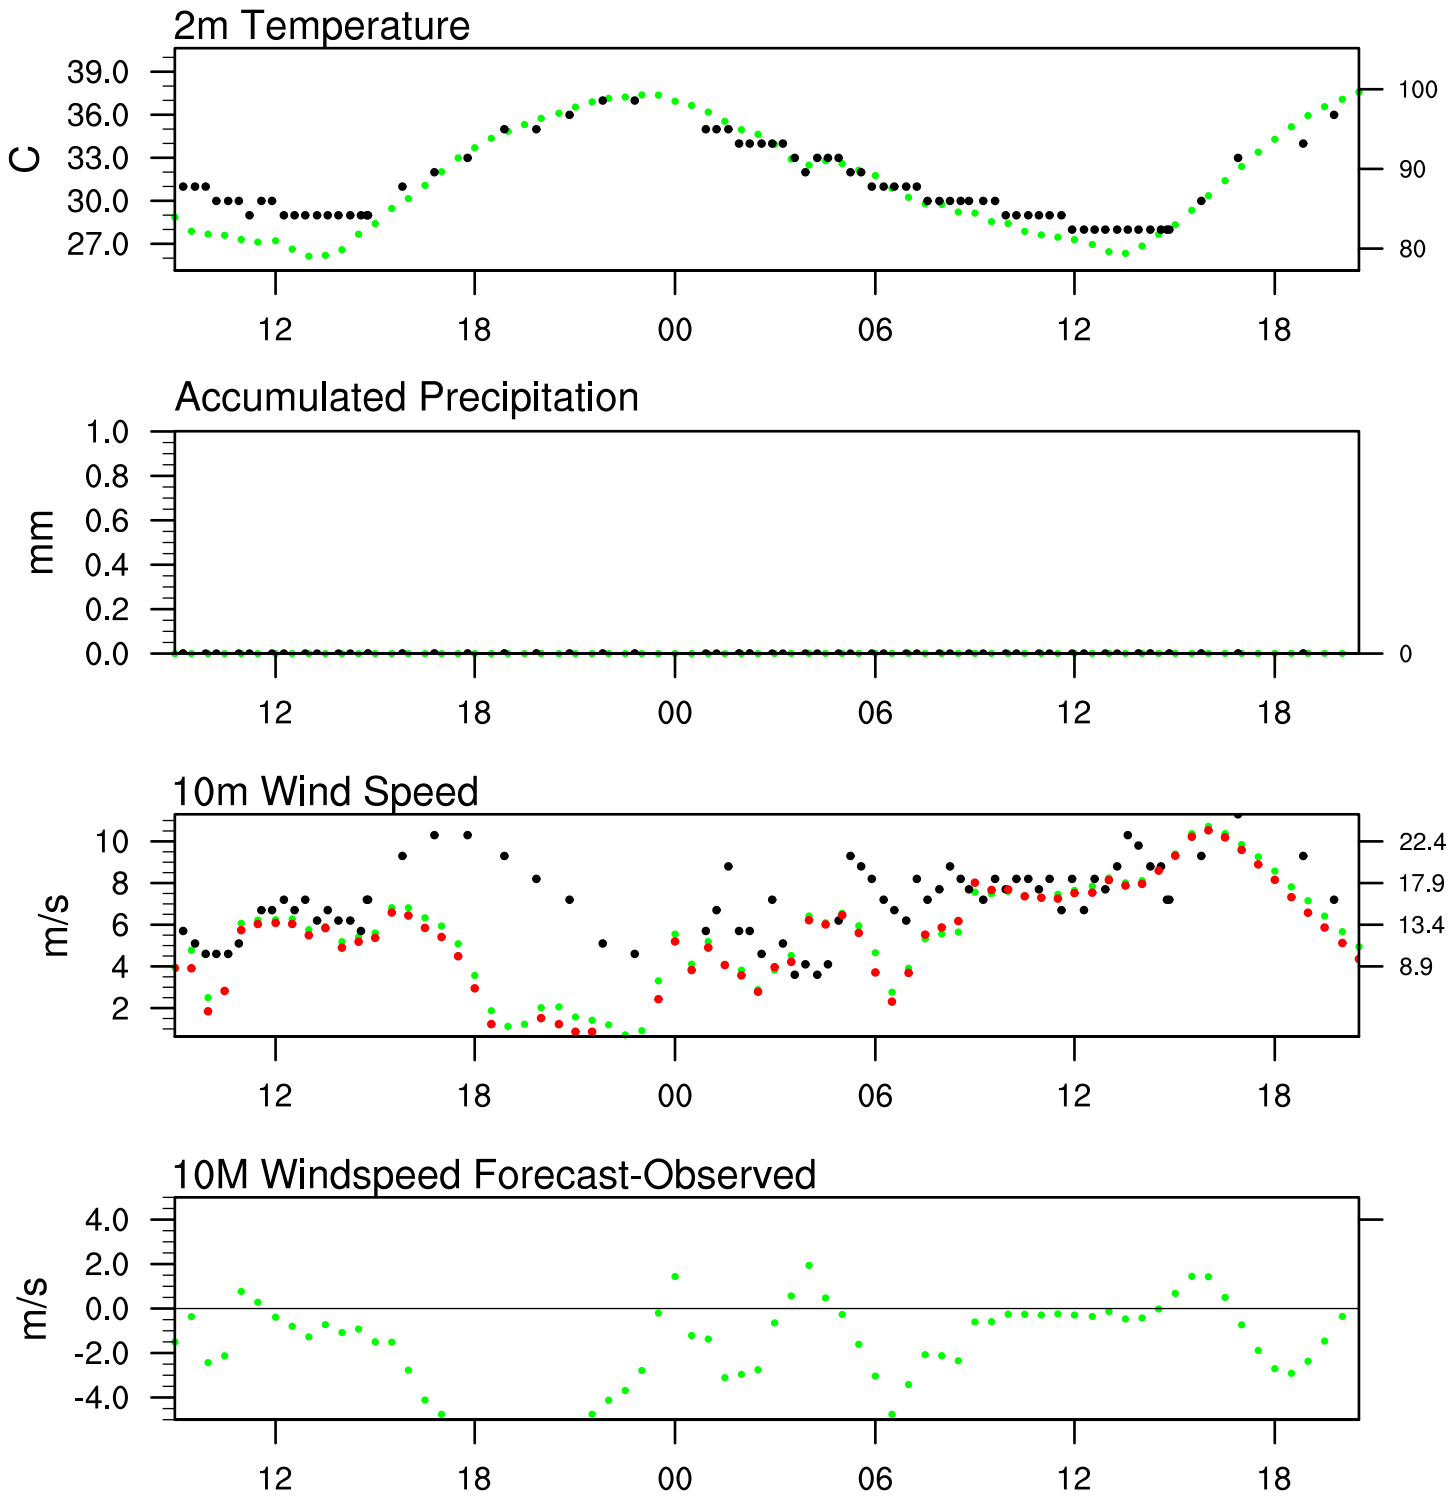 2m Temperature
39.0
36.0
33.0
30.0
27.0
C
100
90
80
12 18 00 06 12 18
Accumulated Precipitation
1.0
0.8
0.6
0.4
0.2
0.0
mm
0
12 18 00 06 12 18
10m Wind Speed
10
8
6
4
2
m/s
22.4
17.9
13.4
8.9
12 18 00 06 12 18
10M Windspeed Forecast-Observed
4.0
2.0
0.0
-2.0
-4.0
m/s
12 18 00 06 12 18